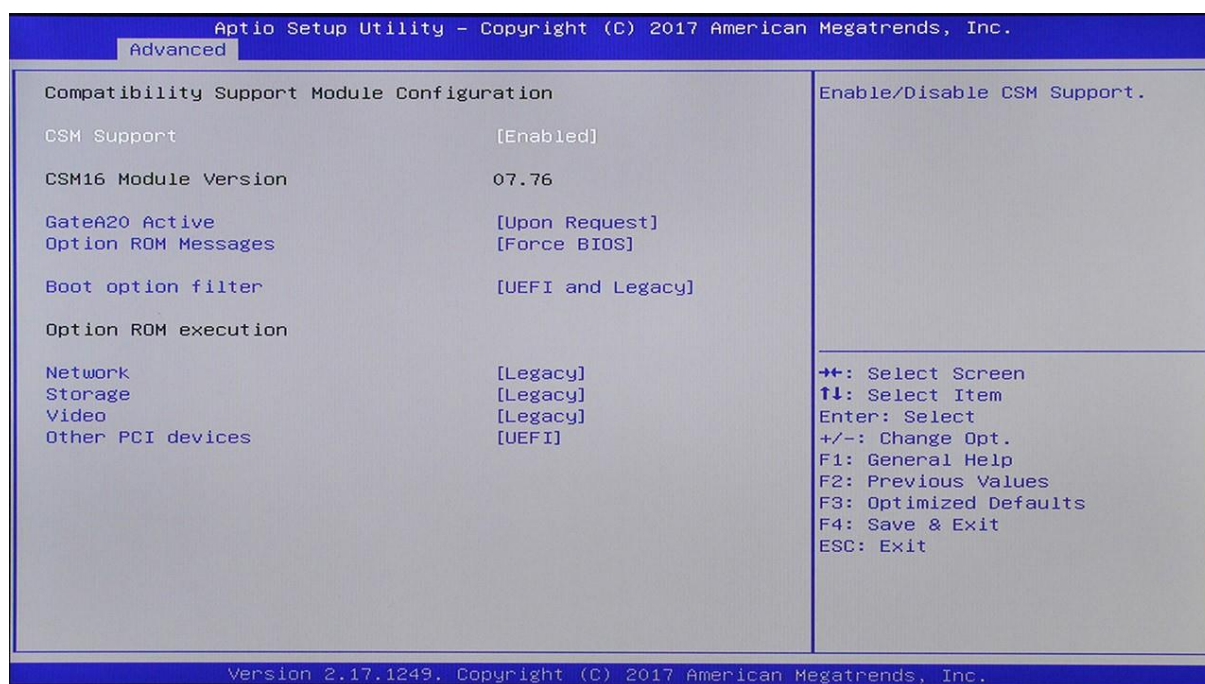 Aptio Setup Utility – Copyright (C) 2017 American Megatrends, Inc.
Advanced
Compatibility Support Module Configuration
CSM Support [Enabled]
CSM16 Module Version 07.76
GateA20 Active [Upon Request]
Option ROM Messages [Force BIOS]
Boot option filter [UEFI and Legacy]
Option ROM execution
Network [Legacy]
Storage [Legacy]
Video [Legacy]
Other PCI devices [UEFI]
Enable/Disable CSM Support.
→←: Select Screen
↑↓: Select Item
Enter: Select
+/-: Change Opt.
F1: General Help
F2: Previous Values
F3: Optimized Defaults
F4: Save & Exit
ESC: Exit
Version 2.17.1249. Copyright (C) 2017 American Megatrends, Inc.